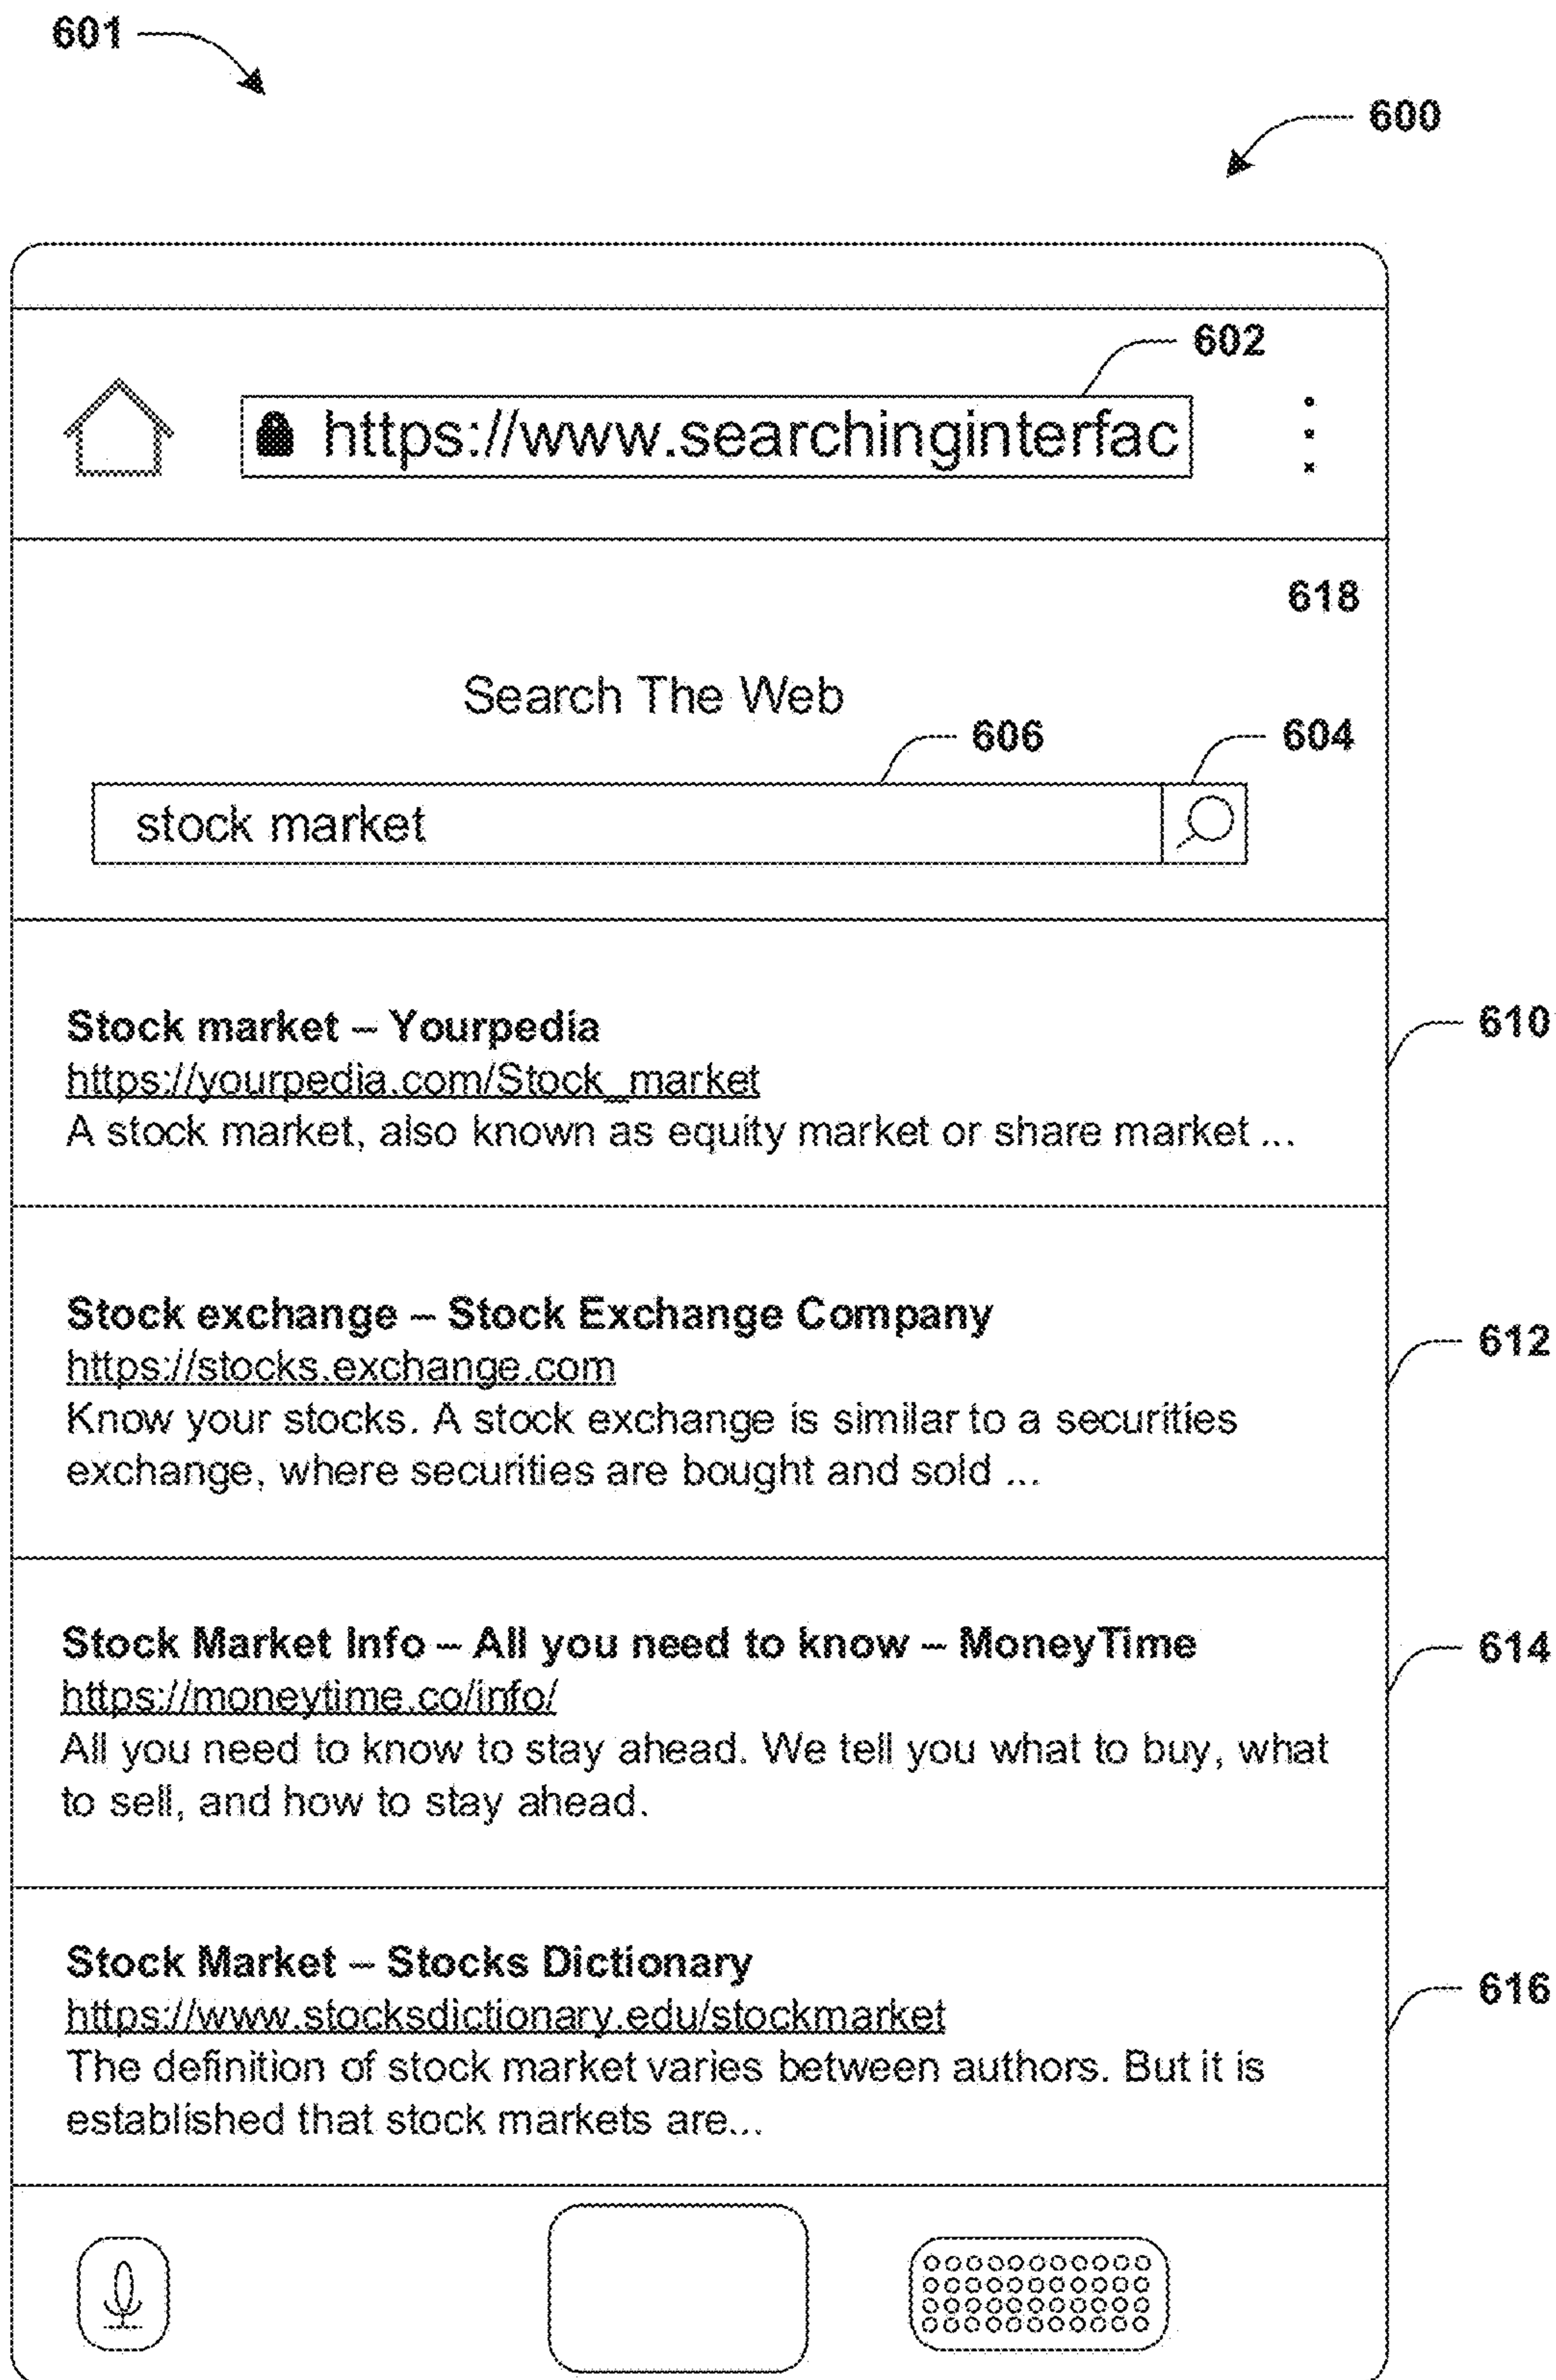 601
600
602
https://www.searchinginterfac
618
Search The Web
606
604
stock market
Stock market – Yourpedia
610
https://yourpedia.com/Stock_market
A stock market, also known as equity market or share market ...
Stock exchange – Stock Exchange Company
612
https://stocks.exchange.com
Know your stocks. A stock exchange is similar to a securities
exchange, where securities are bought and sold ...
Stock Market Info – All you need to know – MoneyTime
614
https://moneytime.co/info/
All you need to know to stay ahead. We tell you what to buy, what
to sell, and how to stay ahead.
Stock Market – Stocks Dictionary
616
https://www.stocksdictionary.edu/stockmarket
The definition of stock market varies between authors. But it is
established that stock markets are...